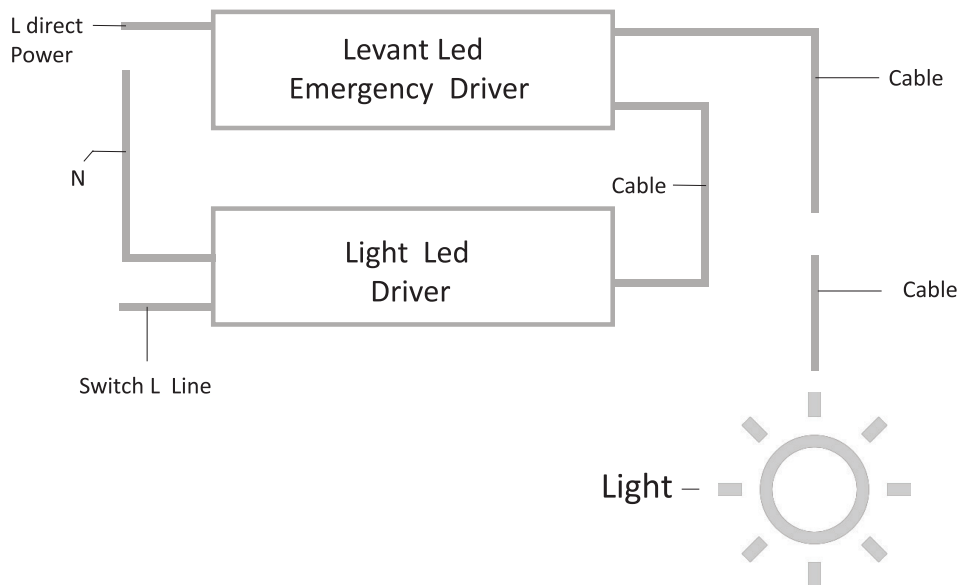 L direct
Power
Levant Led
Emergency Driver
Cable
N
Cable
Light Led
Driver
Cable
Switch L Line
Light